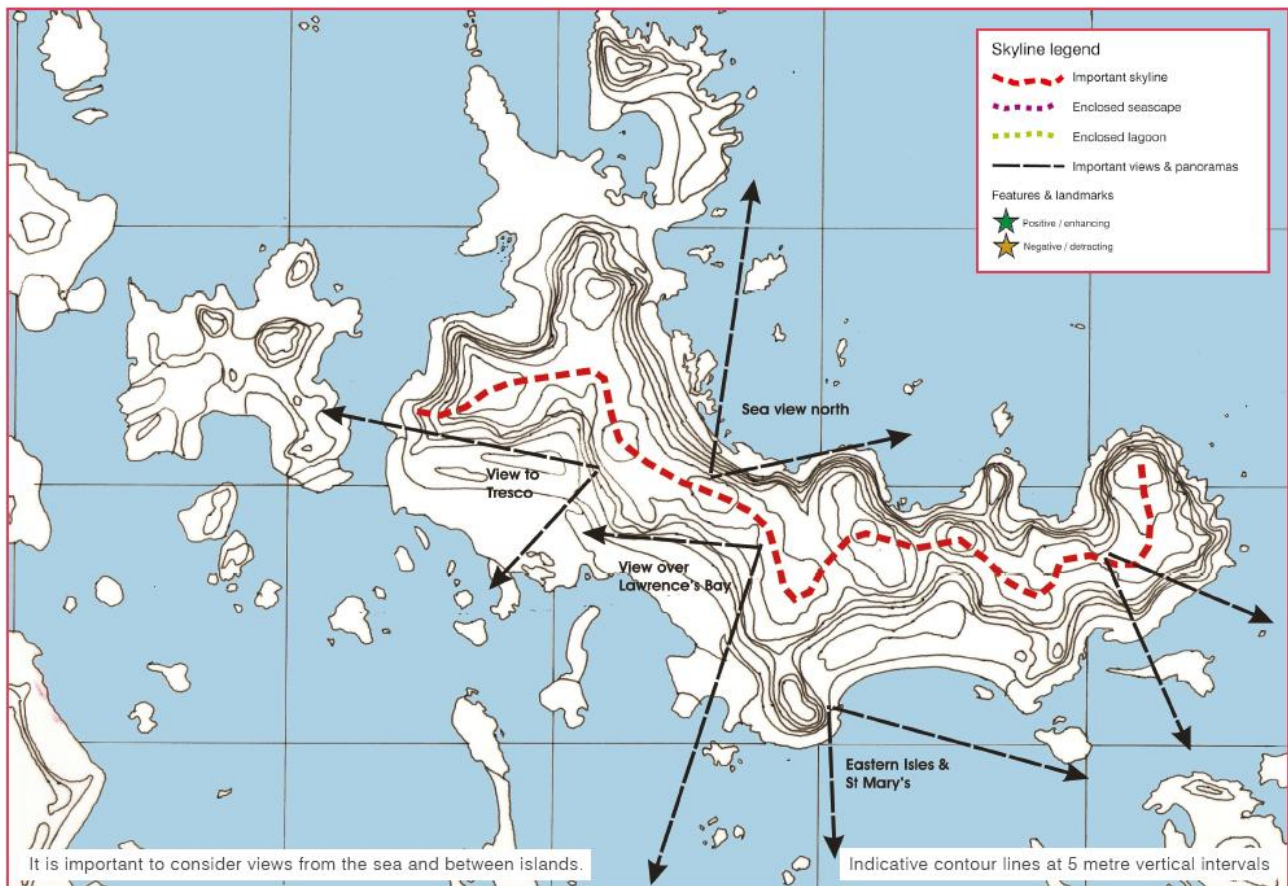 Skyline legend
Important skyline
Enclosed seascape
Enclosed lagoon
Important views & panoramas
Features & landmarks
Positive / enhancing
Negative / detracting
Sea view north
View to
Tresco
View over
Lawrence's Bay
Eastern Isles &
St Mary's
It is important to consider views from the sea and between islands.
Indicative contour lines at 5 metre vertical intervals